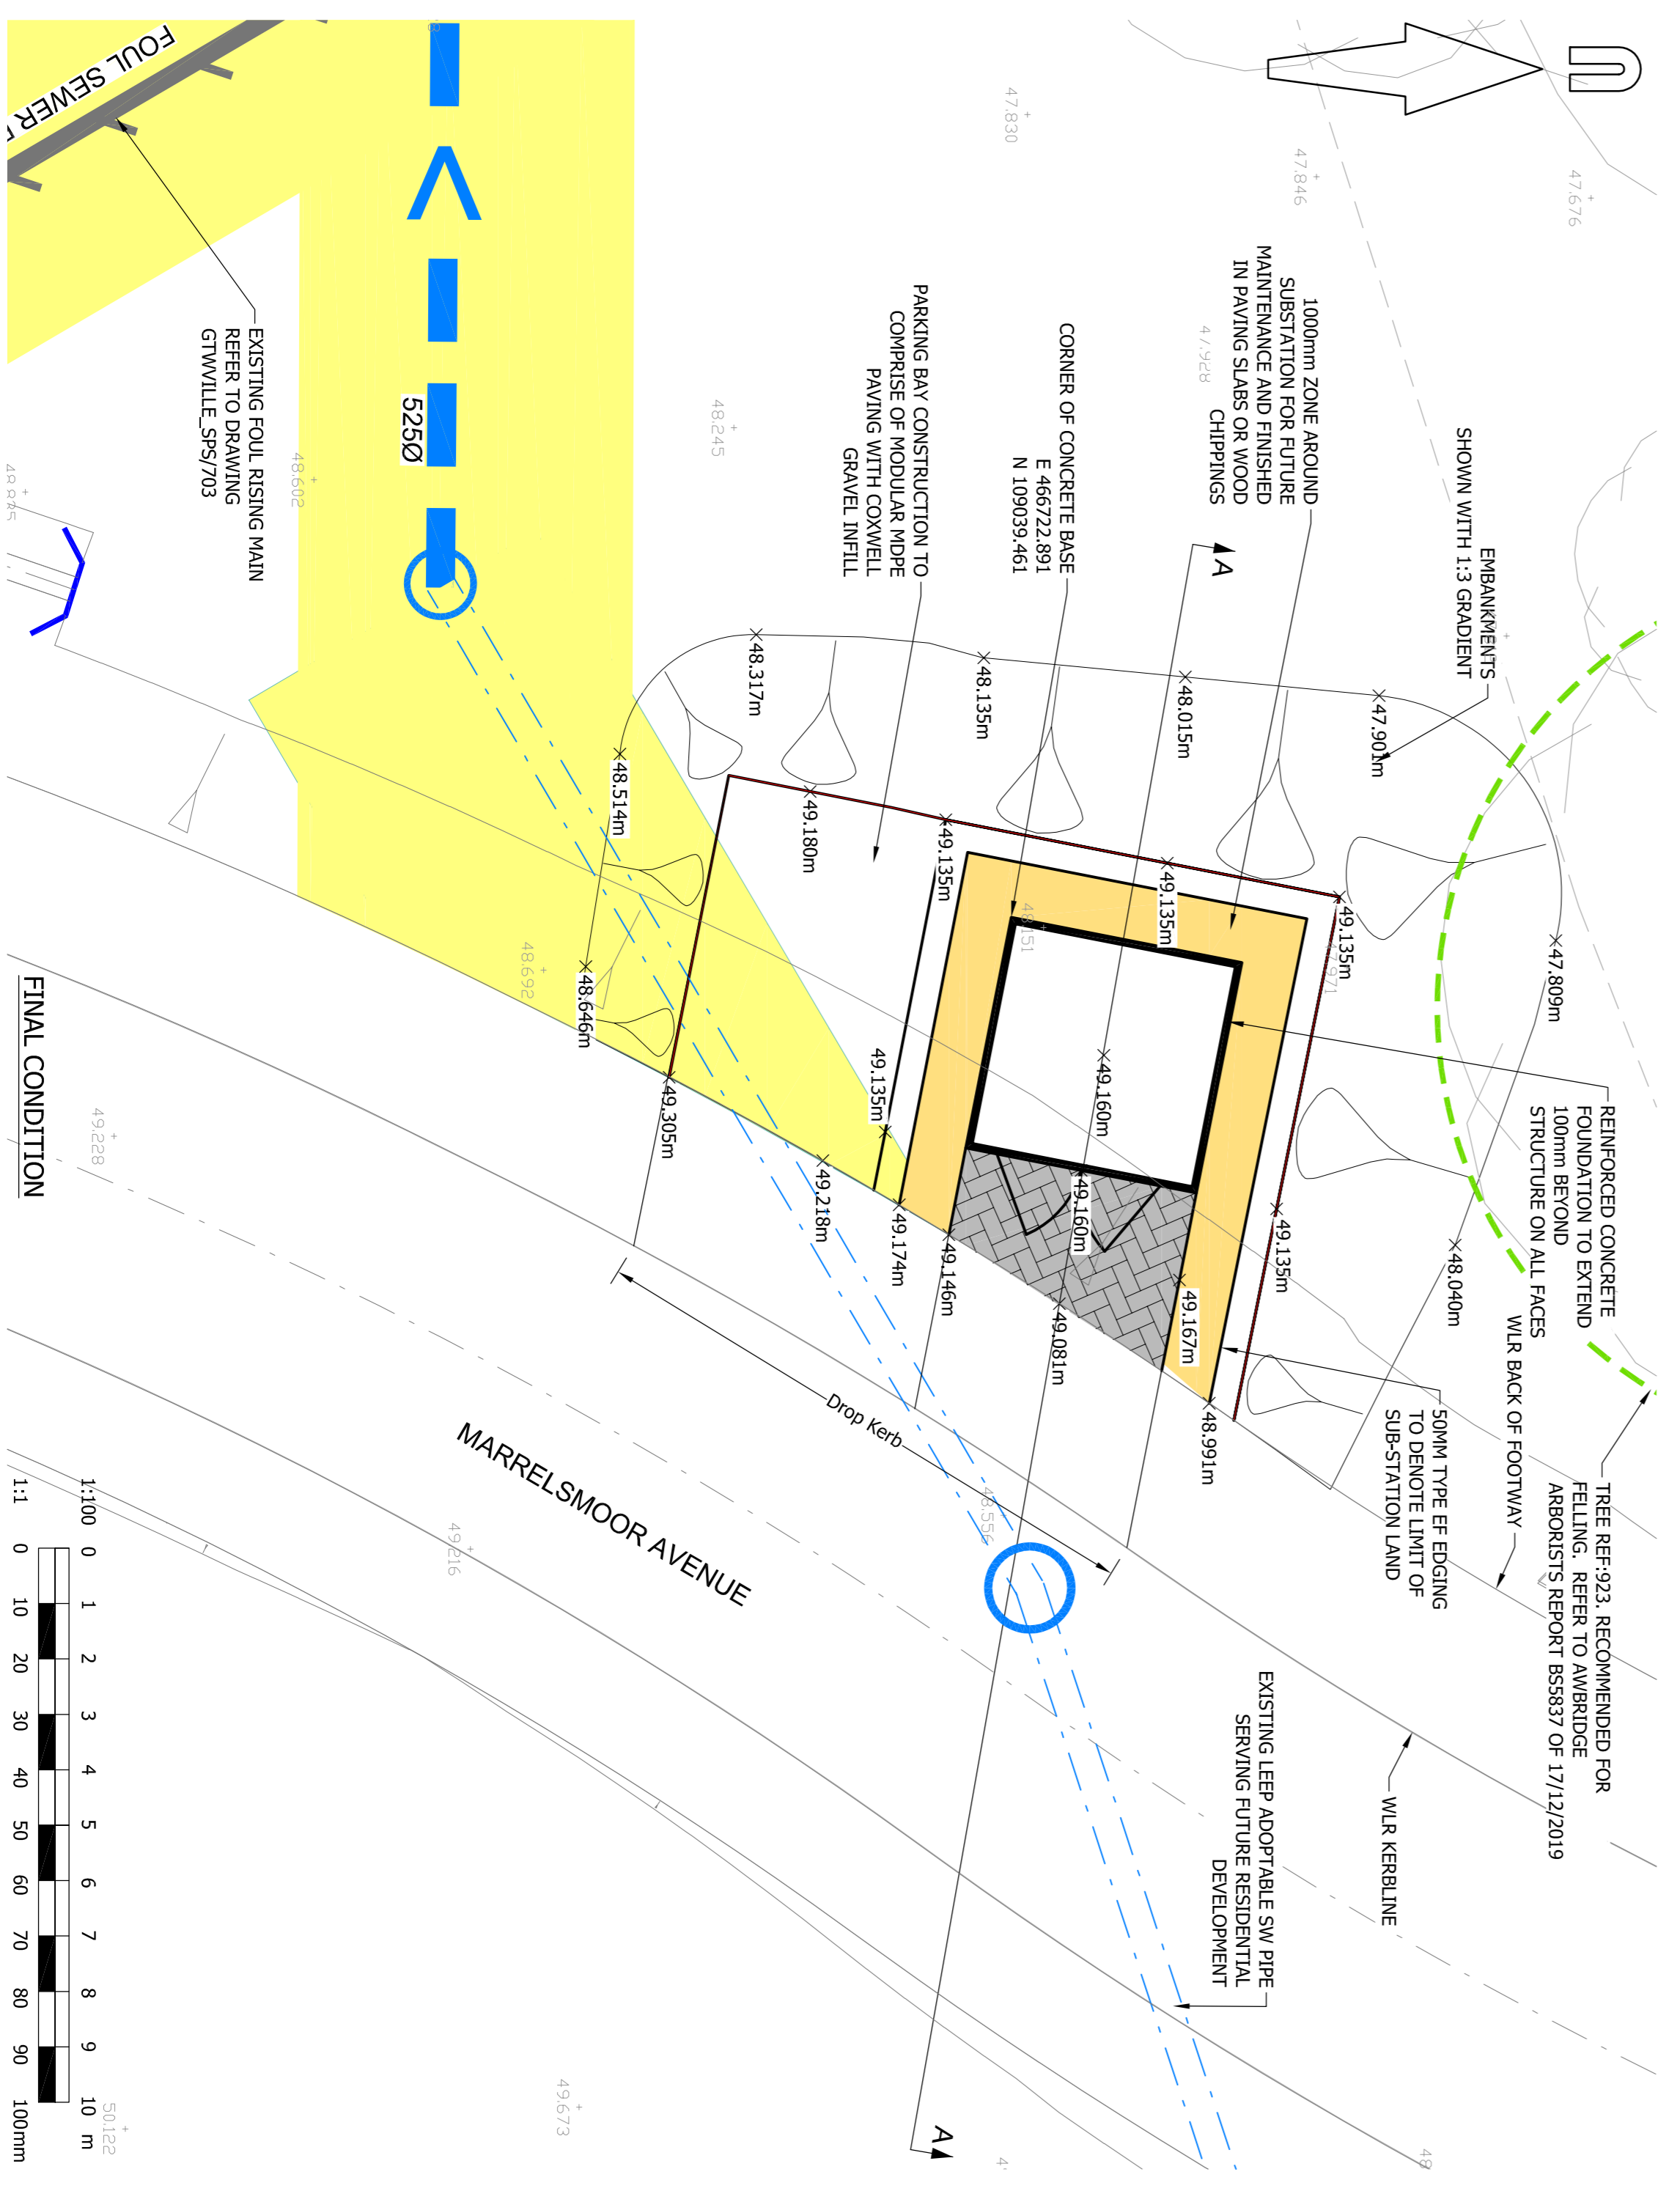 U
47.830
47.846
47.676
FOUL SEWER
EXISTING FOUL RISING MAIN
REFER TO DRAWING
GTWVILLE_SPS/703
525Ø
48.602
48.245
47.928
EMBANKMENTS
SHOWN WITH 1:3 GRADIENT
1000mm ZONE AROUND
SUBSTATION FOR FUTURE
MAINTENANCE AND FINISHED
IN PAVING SLABS OR WOOD
CHIPPINGS
CORNER OF CONCRETE BASE
E 466722.891
N 109039.461
PARKING BAY CONSTRUCTION TO
COMPRISE OF MODULAR MDPE
PAVING WITH COXWELL
GRAVEL INFILL
A
47.901m
48.015m
48.135m
48.317m
48.514m
48.646m
47.809m
48.040m
49.135m
49.135m
49.135m
49.180m
49.135m
49.135m
49.160m
49.160m
49.167m
49.081m
48.991m
49.146m
49.174m
49.218m
49.305m
48.692
REINFORCED CONCRETE
FOUNDATION TO EXTEND
100mm BEYOND
STRUCTURE ON ALL FACES
WLR BACK OF FOOTWAY
50MM TYPE EF EDGING
TO DENOTE LIMIT OF
SUB-STATION LAND
TREE REF:923. RECOMMENDED FOR
FELLING. REFER TO AWBRIDGE
ARBORISTS REPORT BS5837 OF 17/12/2019
WLR KERBLINE
EXISTING LEEP ADOPTABLE SW PIPE
SERVING FUTURE RESIDENTIAL
DEVELOPMENT
Drop Kerb
48.556
MARRELSMOOR AVENUE
49.228
49.216
49.673
50.122
48
A
FINAL CONDITION
1:100 0 1 2 3 4 5 6 7 8 9 10 m
1:1 0 10 20 30 40 50 60 70 80 90 100mm